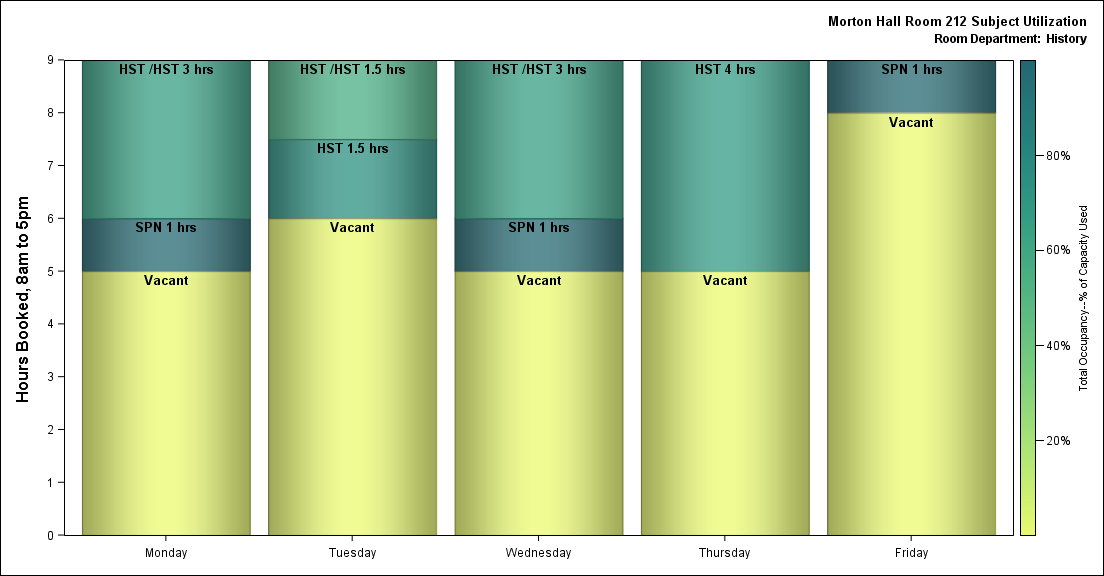 Morton Hall Room 212 Subject Utilization
Room Department: History
Hours Booked, 8am to 5pm
9
8
7
6
5
4
3
2
1
0
HST /HST 3 hrs
SPN 1 hrs
Vacant
HST /HST 1.5 hrs
HST 1.5 hrs
Vacant
HST /HST 3 hrs
SPN 1 hrs
Vacant
HST 4 hrs
Vacant
SPN 1 hrs
Vacant
Monday
Tuesday
Wednesday
Thursday
Friday
80%
60%
40%
20%
Total Occupancy--% of Capacity Used